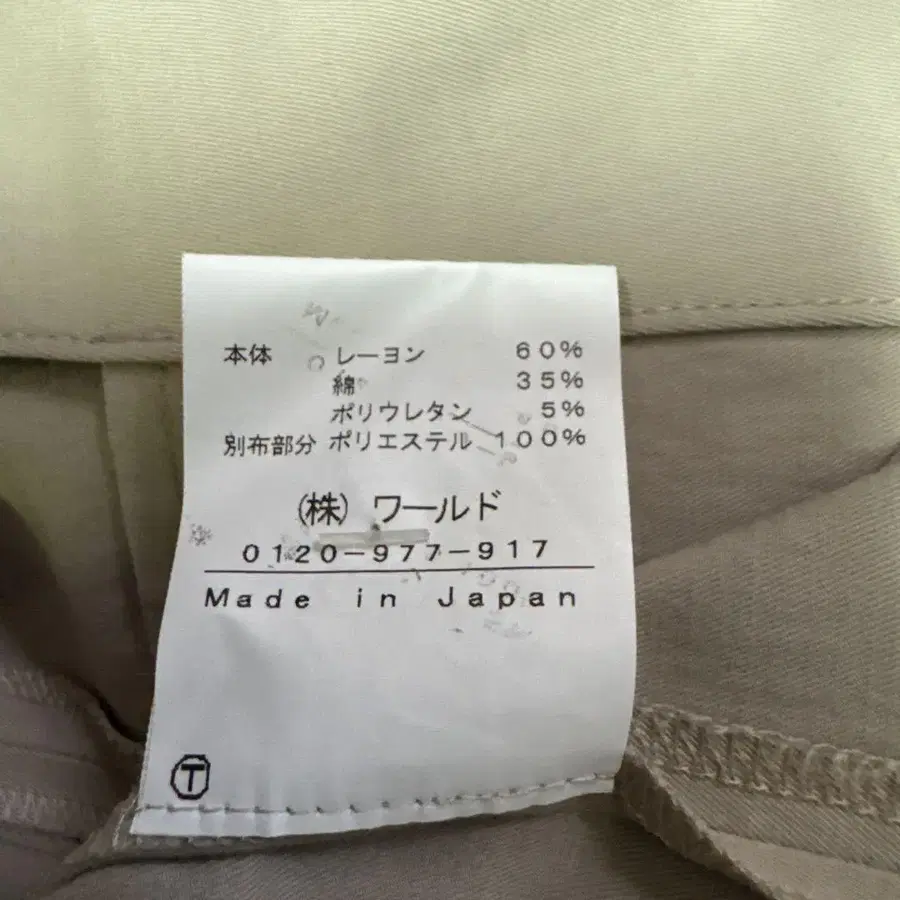 本体 レーヨン 60%
綿 35%
ポリウレタン 5%
別布部分 ポリエステル 100%
(株) ワールド
0120-977-917
Made in Japan
T